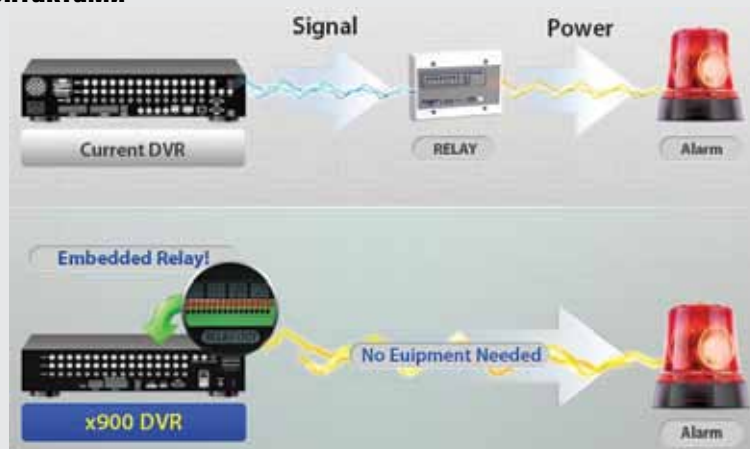 Signal
Power
Current DVR
RELAY
Alarm
Embedded Relay!
No Euipment Needed
x900 DVR
Alarm